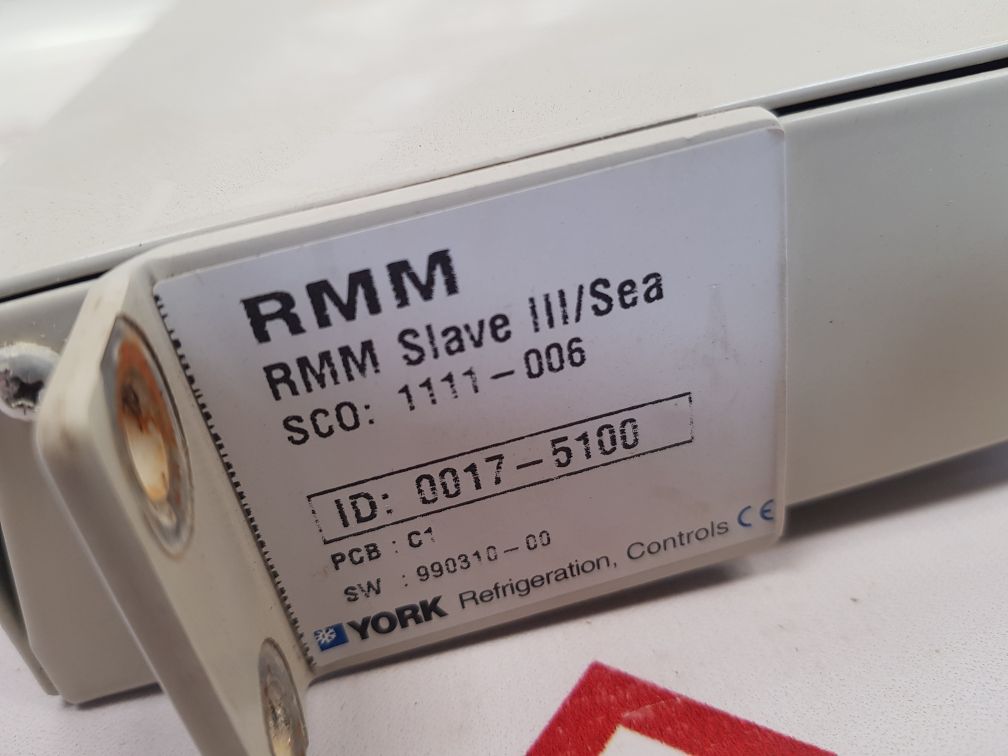 RMM
RMM Slave III/Sea
SCO: 1111-006
ID: 0017-5100
PCB : C1
SW : 990310-00
YORK Refrigeration, Controls CE